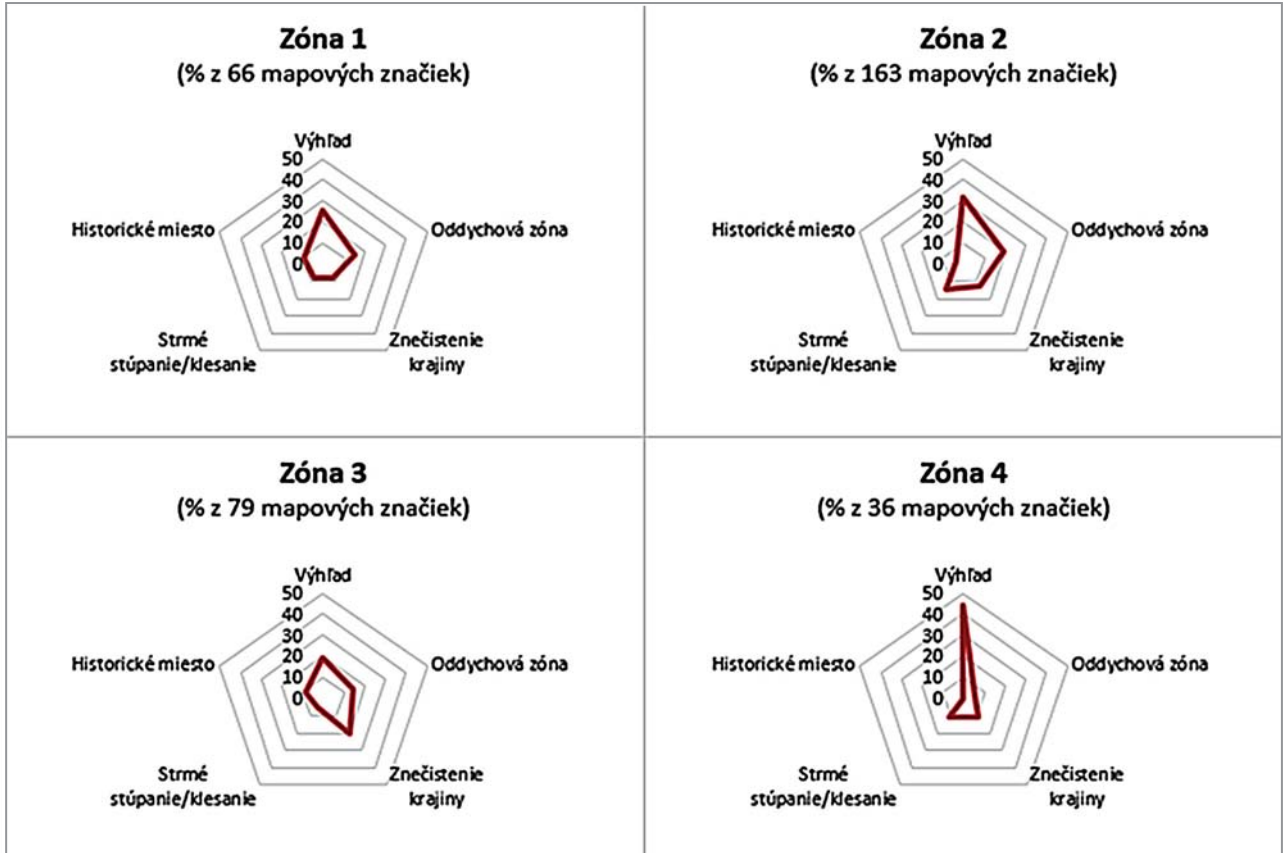 Zóna 1
(% z 66 mapových značiek)
Výhľad
50
40
30
20
10
0
Historické miesto
Oddychová zóna
Strmé
stúpanie/klesanie
Znečistenie
krajiny
Zóna 2
(% z 163 mapových značiek)
Výhľad
50
40
30
20
10
0
Historické miesto
Oddychová zóna
Strmé
stúpanie/klesanie
Znečistenie
krajiny
Zóna 3
(% z 79 mapových značiek)
Výhľad
50
40
30
20
10
0
Historické miesto
Oddychová zóna
Strmé
stúpanie/klesanie
Znečistenie
krajiny
Zóna 4
(% z 36 mapových značiek)
Výhľad
50
40
30
20
10
0
Historické miesto
Oddychová zóna
Strmé
stúpanie/klesanie
Znečistenie
krajiny